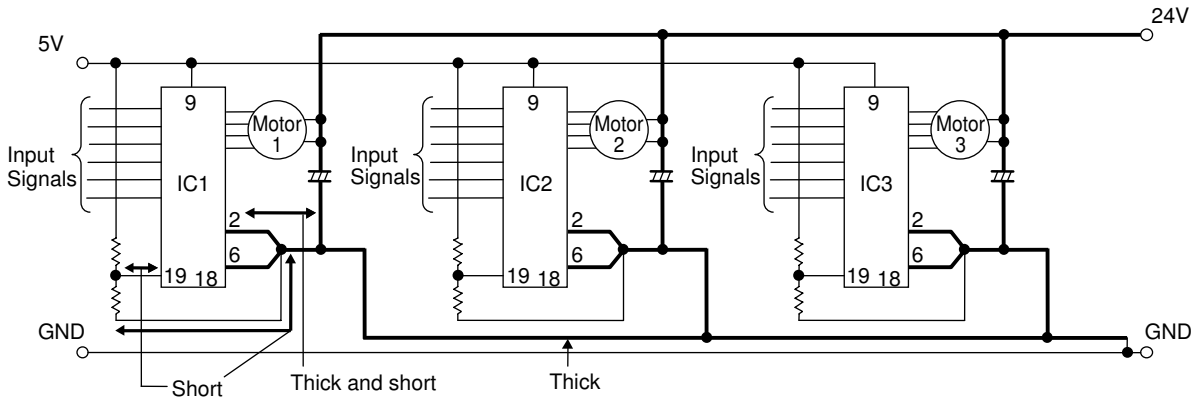 24V
5V
9
9
9
Motor
1
Motor
2
Motor
3
Input
Signals
IC1
Input
Signals
IC2
Input
Signals
IC3
2
2
2
6
6
6
19 18
19 18
19 18
GND
GND
Short
Thick and short
Thick